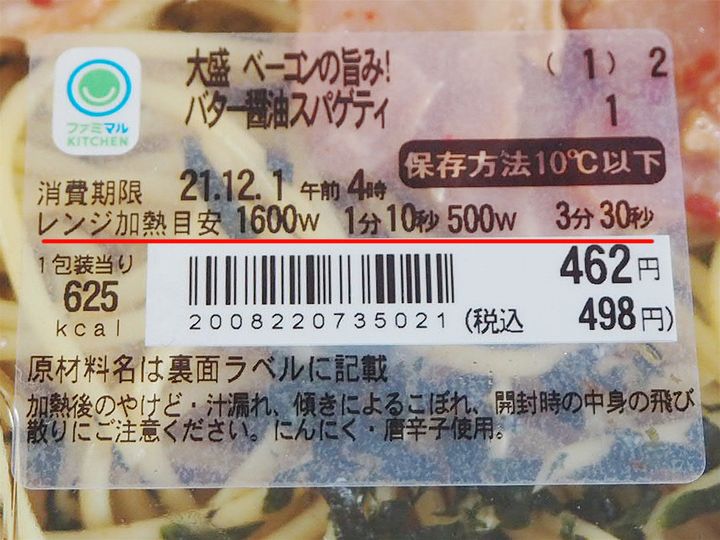 大盛 ベーコンの旨み! (1) 2
バター醤油スパゲティ 1
ファミマル
KITCHEN
保存方法10℃以下
消費期限 21.12.1 午前4時
レンジ加熱目安 1600W 1分10秒 500W 3分30秒
1包装当り
625
kcal
462円
2008220735021 (税込 498円)
原材料名は裏面ラベルに記載
加熱後のやけど・汁漏れ、傾きによるこぼれ、開封時の中身の飛び
散りにご注意ください。にんにく・唐辛子使用。